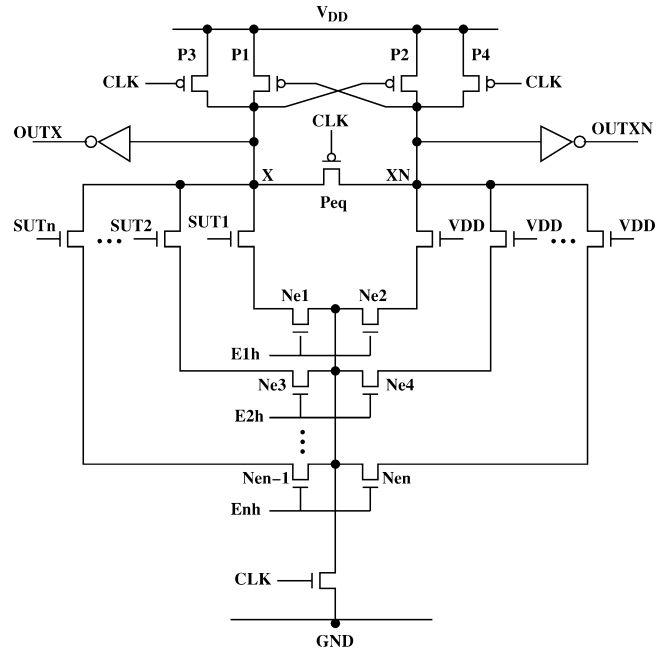 VDD
P3 P1 P2 P4
CLK CLK
OUTX CLK OUTXN
X XN
Peq
SUTn SUT2 SUT1 VDD VDD VDD
Ne1 Ne2
E1h
Ne3 Ne4
E2h
Nen-1 Nen
Enh
CLK
GND